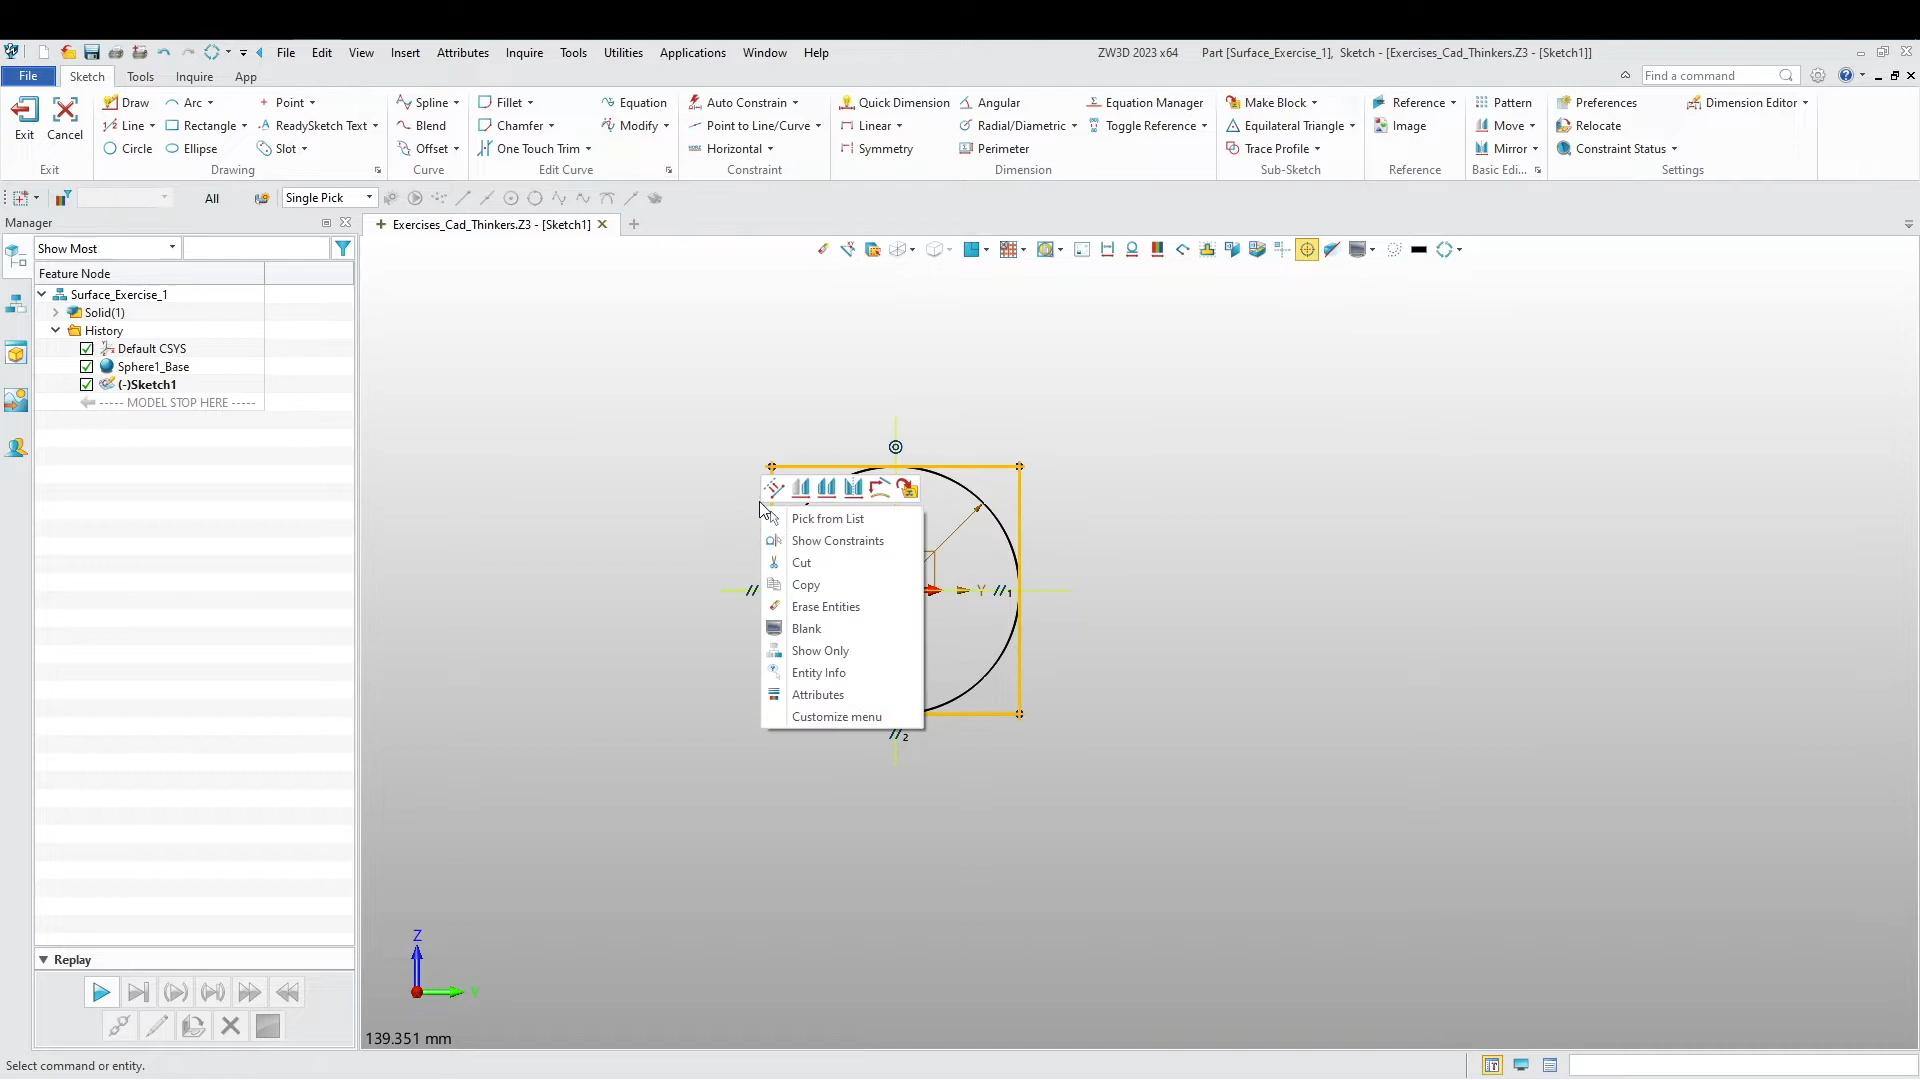 File Edit View Insert Attributes Inquire Tools Utilities Applications Window Help
ZW3D 2023 x64 Part [Surface_Exercise_1], Sketch - [Exercises_Cad_Thinkers.Z3 - [Sketch1]]
File Sketch Tools Inquire App
Find a command
Draw Arc Point Spline Fillet Equation Auto Constrain Quick Dimension Angular Equation Manager Make Block Reference Pattern Preferences Dimension Editor
Exit Cancel Line Rectangle ReadySketch Text Blend Chamfer Modify Point to Line/Curve Linear Radial/Diametric Toggle Reference Equilateral Triangle Image Move Relocate
Circle Ellipse Slot Offset One Touch Trim Horizontal Symmetry Perimeter Trace Profile Mirror Constraint Status
Exit Drawing Curve Edit Curve Constraint Dimension Sub-Sketch Reference Basic Edi... Settings
All Single Pick
Manager
Exercises_Cad_Thinkers.Z3 - [Sketch1]
Show Most
Feature Node
Surface_Exercise_1
Solid(1)
History
Default CSYS
Sphere1_Base
(-)Sketch1
----- MODEL STOP HERE -----
Pick from List
Show Constraints
Cut
Copy
Erase Entities
Blank
Show Only
Entity Info
Attributes
Customize menu
Y
1
2
Z
Y
Replay
139.351 mm
Select command or entity.